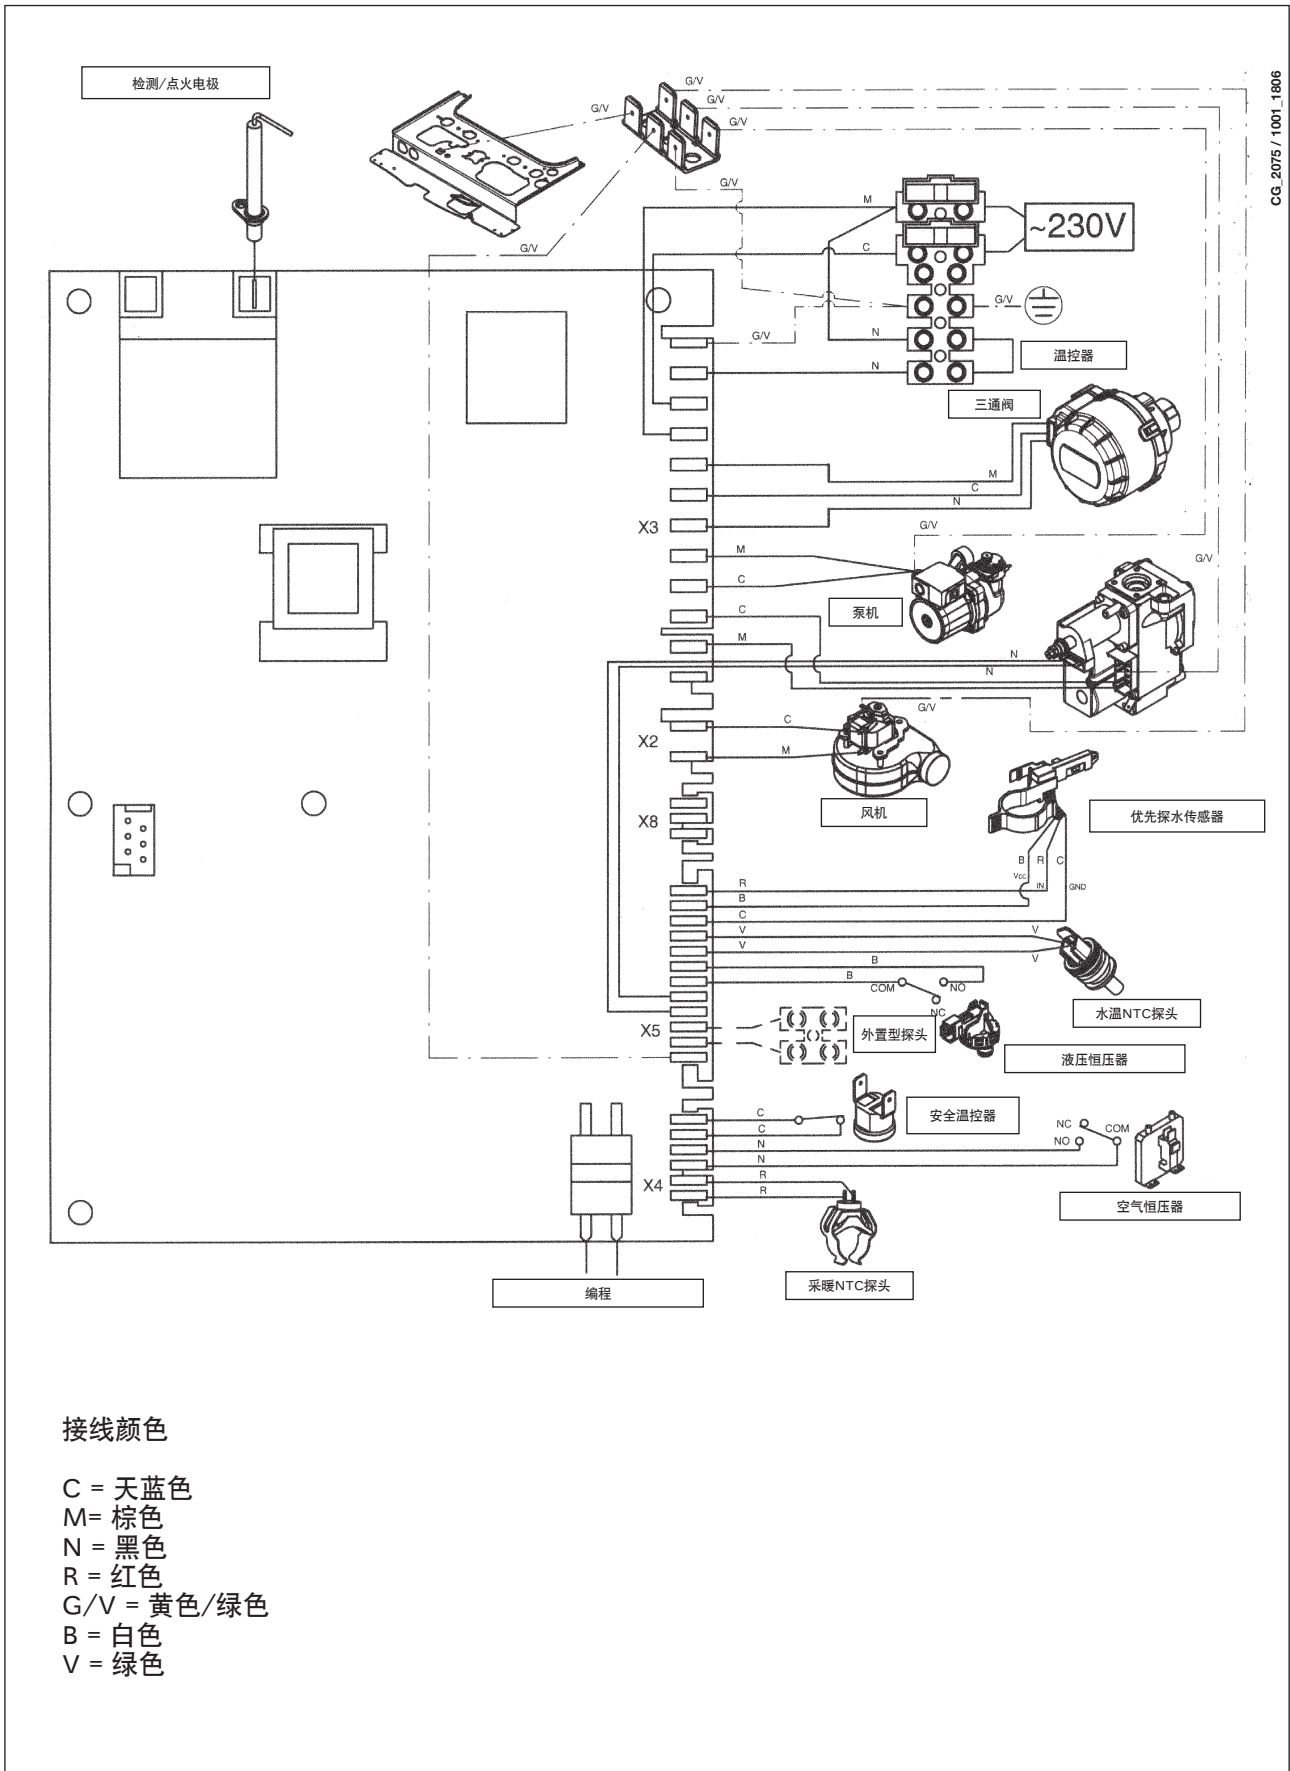 CG_2075 / 1001_1806
检测/点火电极
G/V
G/V
G/V
G/V
G/V
G/V
M
C
~230V
G/V
G/V
N
N
温控器
三通阀
M
C
N
X3
G/V
G/V
M
C
C
M
泵机
N
N
G/V
X2
C
M
风机
X8
优先探水传感器
B R C
Vcc
IN
GND
R
B
C
V
V
V
V
B
B
COM
NO
NC
水温NTC探头
X5
外置型探头
液压恒压器
C
C
N
N
R
R
安全温控器
NC
NO
COM
X4
空气恒压器
采暖NTC探头
编程
接线颜色
C = 天蓝色
M= 棕色
N = 黑色
R = 红色
G/V = 黄色/绿色
B = 白色
V = 绿色